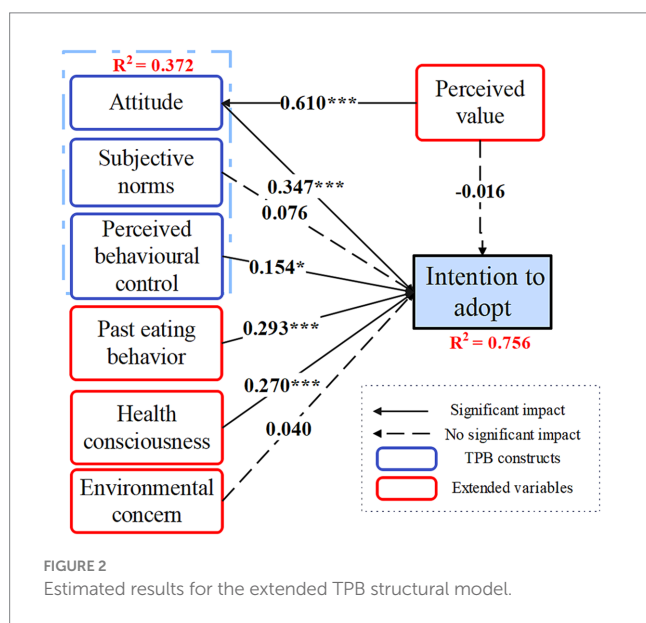 R² = 0.372
Attitude
0.610***
Perceived
value
Subjective
norms
0.347***
0.076
-0.016
Perceived
behavioural
control
0.154*
Intention to
adopt
R² = 0.756
Past eating
behavior
0.293***
Health
consciousness
0.270***
0.040
Environmental
concern
Significant impact
No significant impact
TPB constructs
Extended variables
FIGURE 2
Estimated results for the extended TPB structural model.